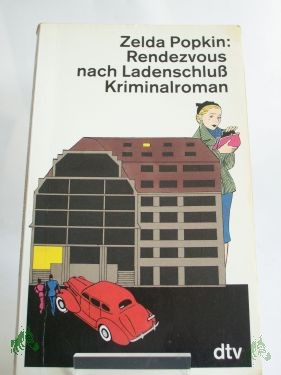 Zelda Popkin:
Rendezvous
nach Ladenschluß
Kriminalroman
dtv